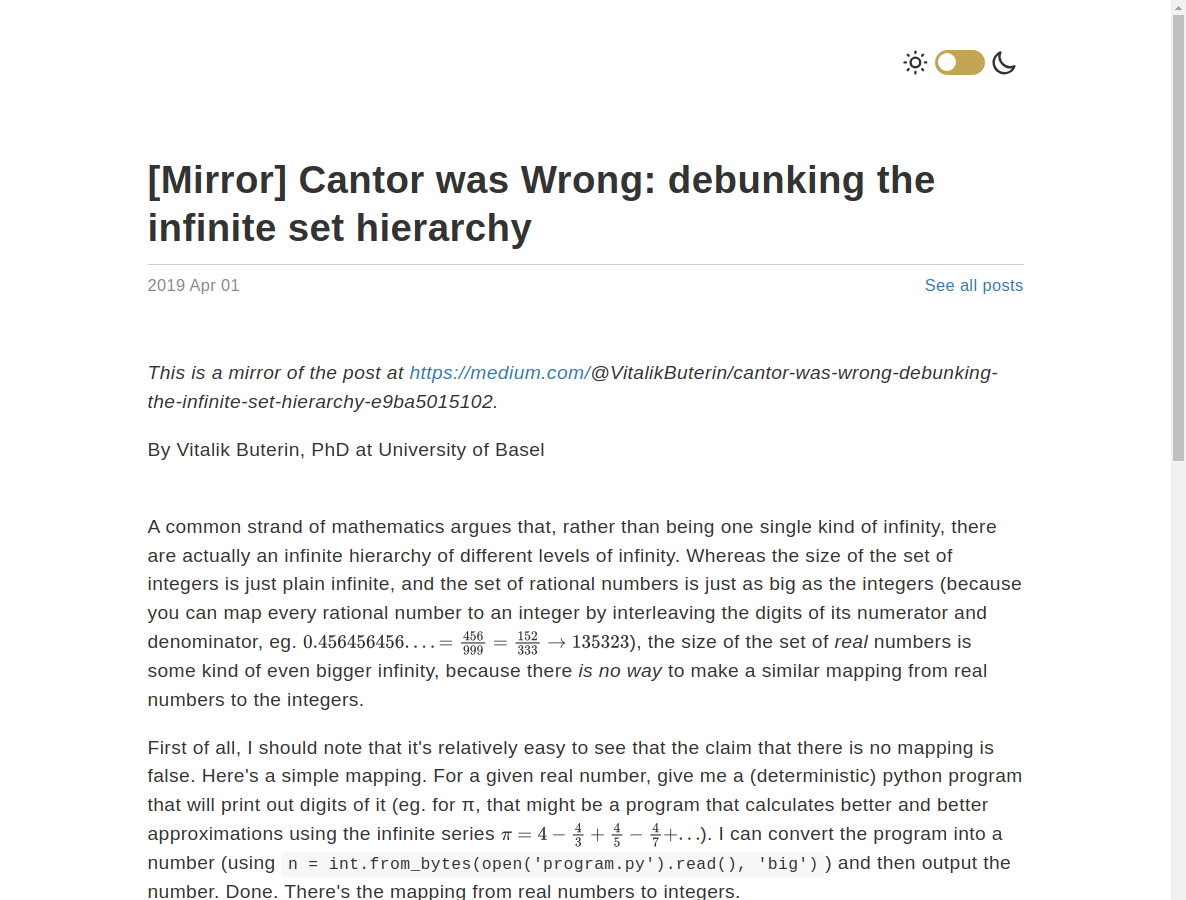 [Mirror] Cantor was Wrong: debunking the
infinite set hierarchy
2019 Apr 01
See all posts
This is a mirror of the post at https://medium.com/@VitalikButerin/cantor-was-wrong-debunking-
the-infinite-set-hierarchy-e9ba5015102.
By Vitalik Buterin, PhD at University of Basel
A common strand of mathematics argues that, rather than being one single kind of infinity, there
are actually an infinite hierarchy of different levels of infinity. Whereas the size of the set of
integers is just plain infinite, and the set of rational numbers is just as big as the integers (because
you can map every rational number to an integer by interleaving the digits of its numerator and
denominator, eg. 0.456456456.... = 456/999 = 152/333 → 135323), the size of the set of real numbers is
some kind of even bigger infinity, because there is no way to make a similar mapping from real
numbers to the integers.
First of all, I should note that it's relatively easy to see that the claim that there is no mapping is
false. Here's a simple mapping. For a given real number, give me a (deterministic) python program
that will print out digits of it (eg. for π, that might be a program that calculates better and better
approximations using the infinite series π = 4 − 4/3 + 4/5 − 4/7 +...). I can convert the program into a
number (using n = int.from_bytes(open('program.py').read(), 'big')) and then output the
number. Done. There's the mapping from real numbers to integers.